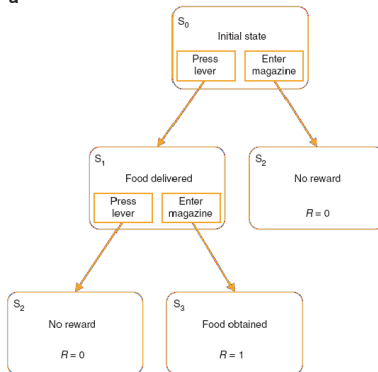 a
S0
Initial state
Press
lever
Enter
magazine
S1
Food delivered
Press
lever
Enter
magazine
S2
No reward
R = 0
S2
No reward
R = 0
S3
Food obtained
R = 1